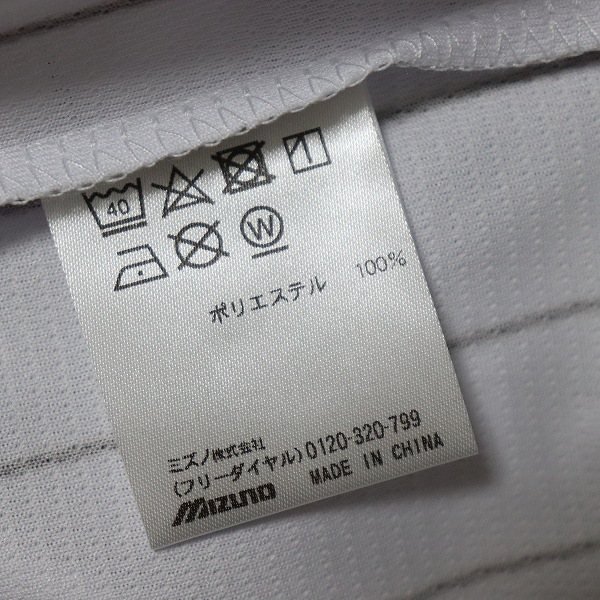 40
W
ポリエステル 100%
ミズノ株式会社
(フリーダイヤル) 0120-320-799
MIZUNO MADE IN CHINA